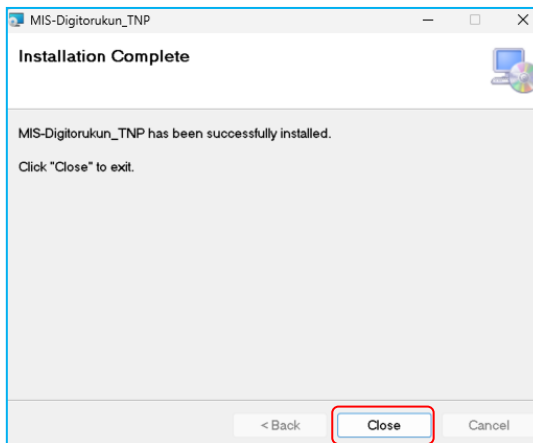 MIS-Digitorukun_TNP
Installation Complete
MIS-Digitorukun_TNP has been successfully installed.
Click "Close" to exit.
< Back
Close
Cancel